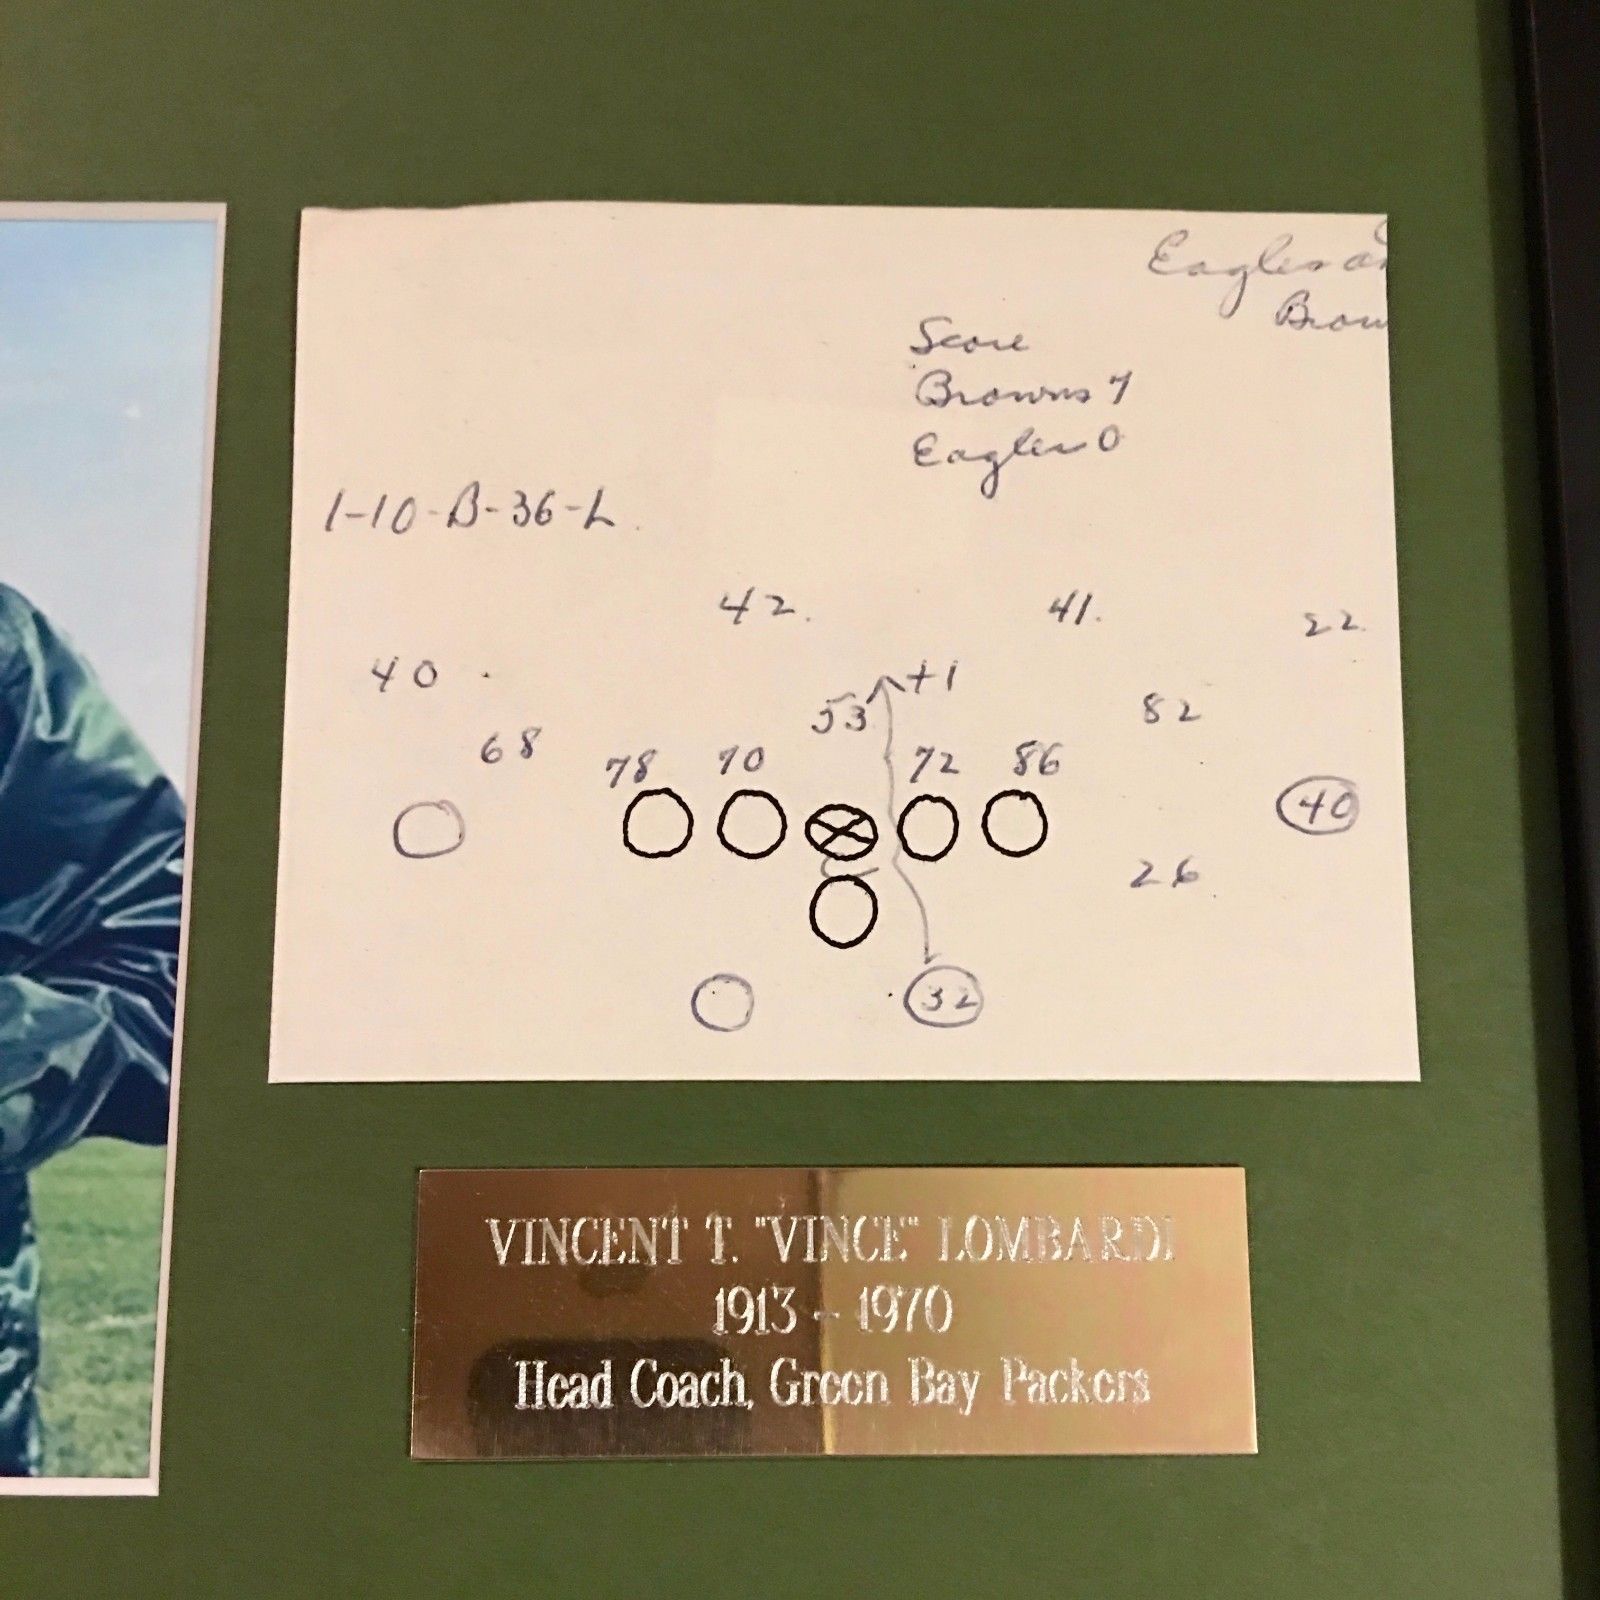 Eagles
Score
Browns 7
Eagles 0
1-10-B-36-L
42.
41.
22
40
+1
53
82
68
78 70 72 86
40
26
32
VINCENT T. "VINCE" LOMBARDI
1913 - 1970
Head Coach, Green Bay Packers